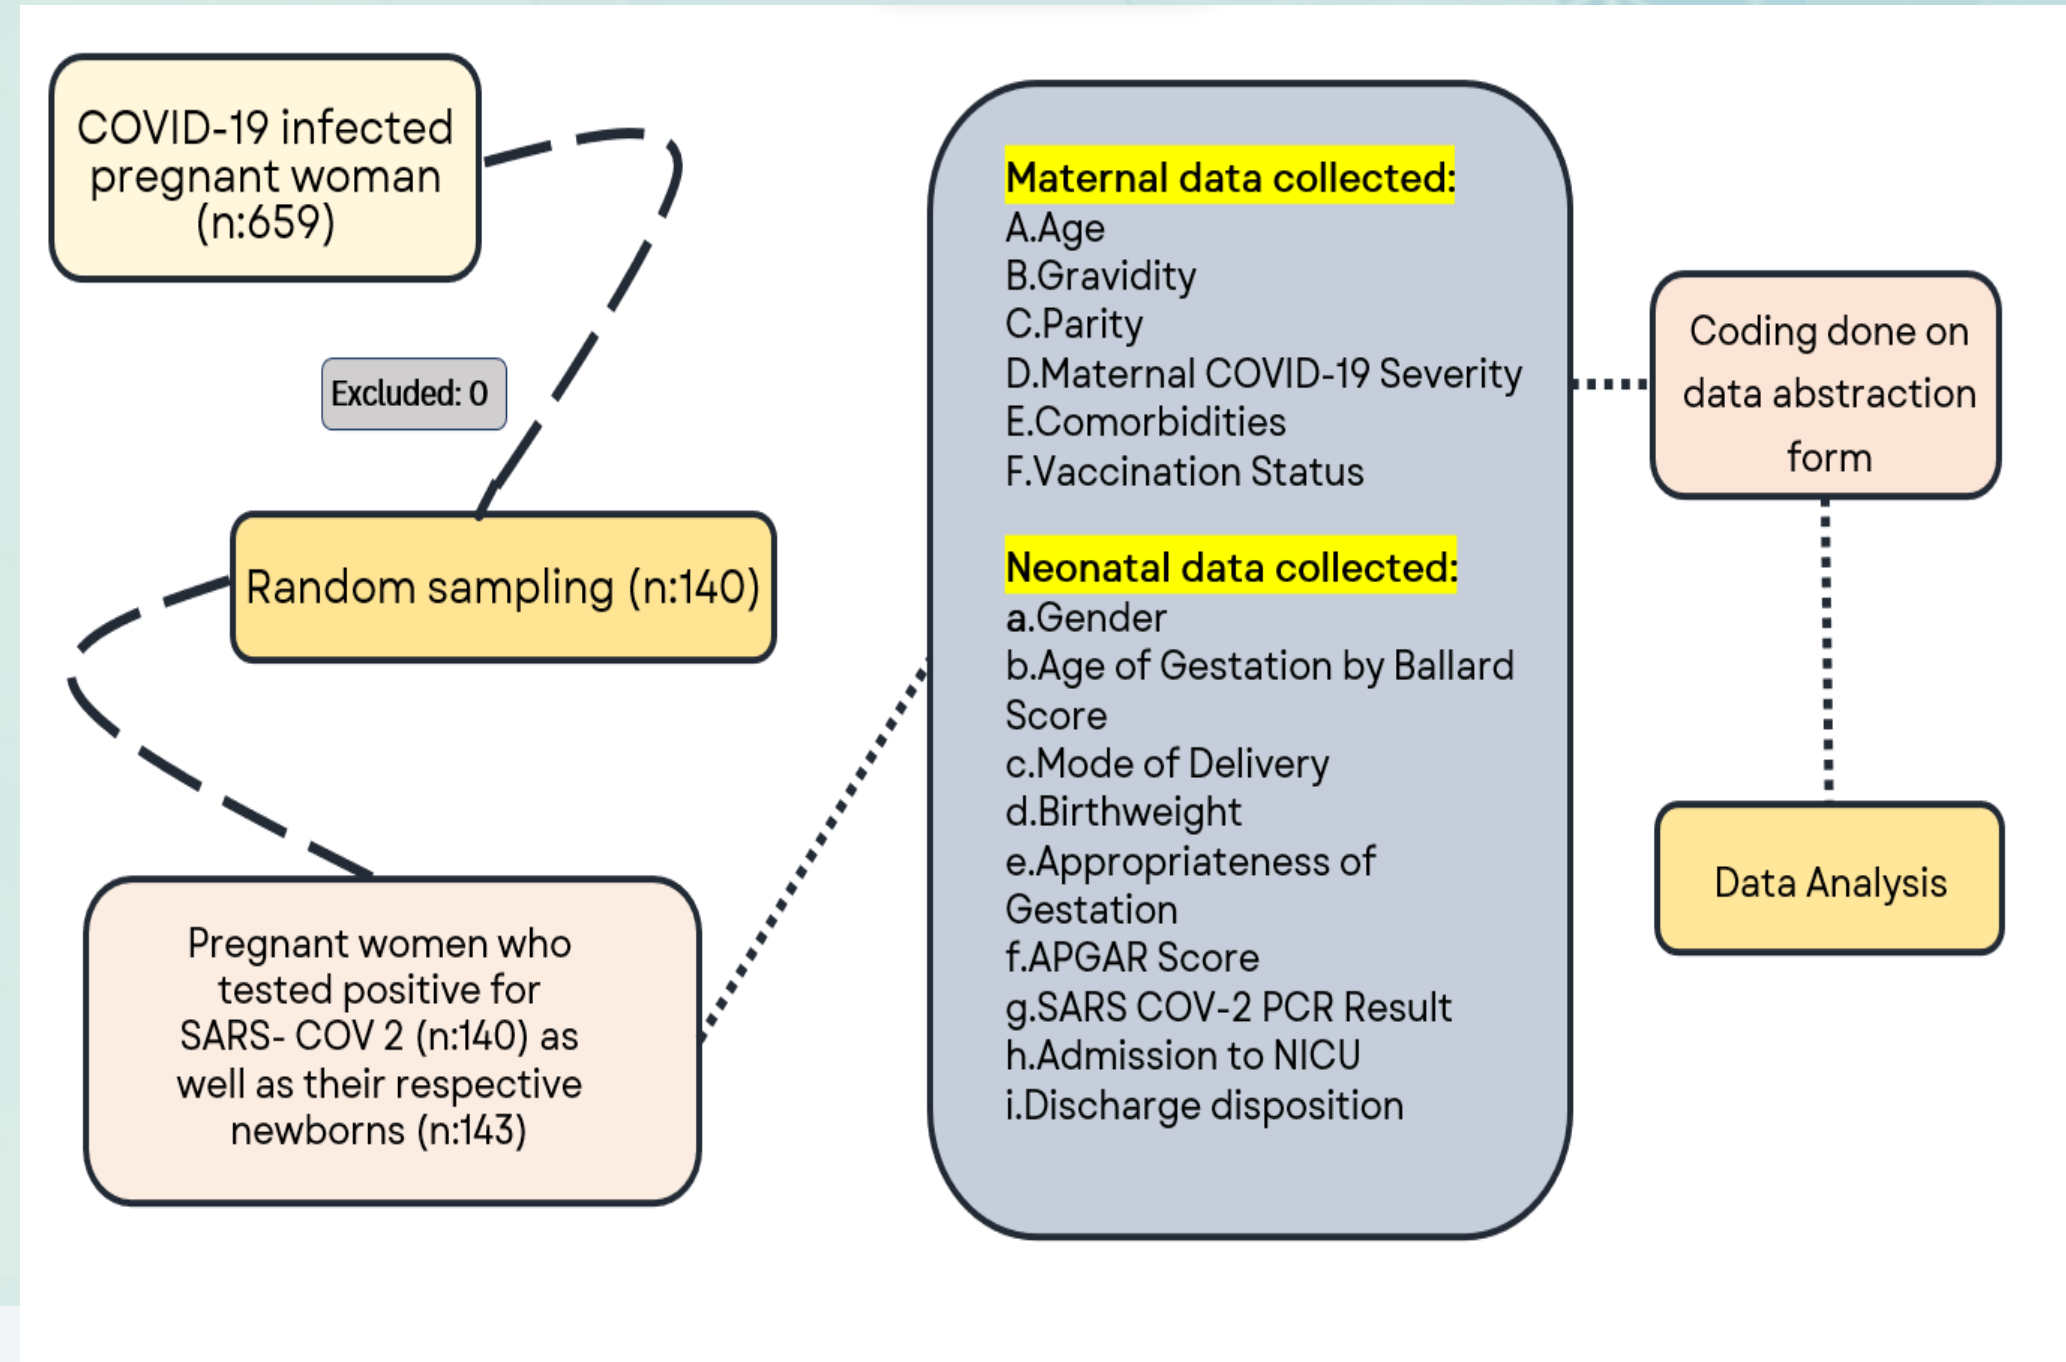 COVID-19 infected
pregnant woman
(n:659)
Excluded: 0
Random sampling (n:140)
Pregnant women who
tested positive for
SARS- COV 2 (n:140) as
well as their respective
newborns (n:143)
Maternal data collected:
A.Age
B.Gravidity
C.Parity
D.Maternal COVID-19 Severity
E.Comorbidities
F.Vaccination Status
Neonatal data collected:
a.Gender
b.Age of Gestation by Ballard
Score
c.Mode of Delivery
d.Birthweight
e.Appropriateness of
Gestation
f.APGAR Score
g.SARS COV-2 PCR Result
h.Admission to NICU
i.Discharge disposition
Coding done on
data abstraction
form
Data Analysis